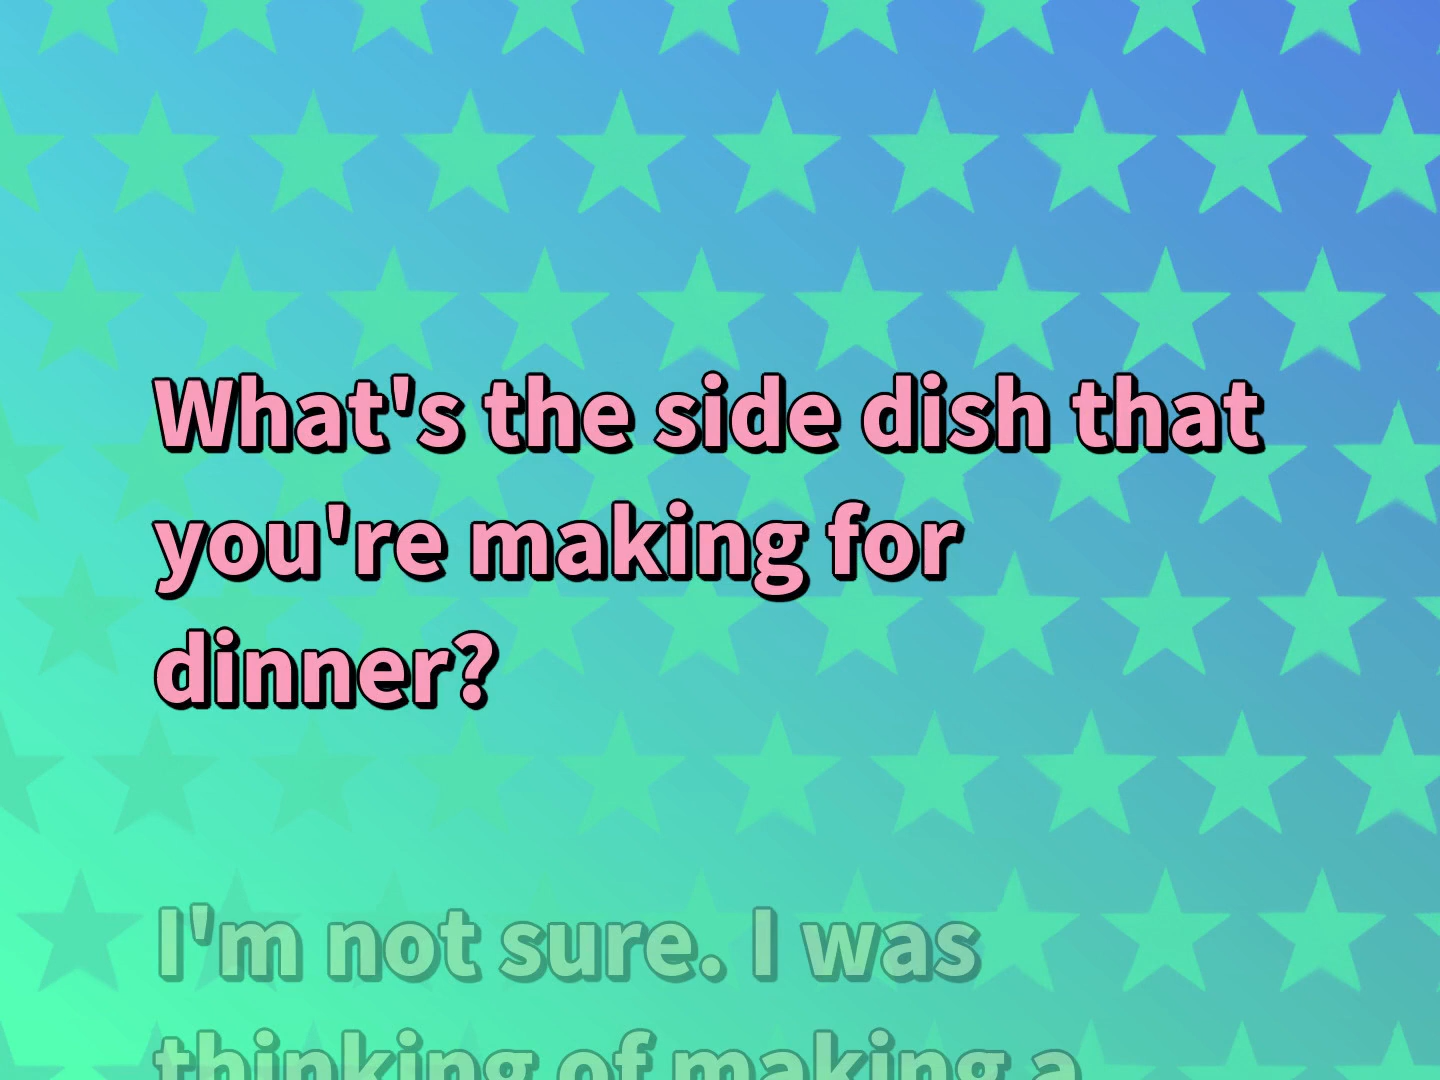 What's the side dish that
you're making for
dinner?
I'm not sure. I was
thinking of making a